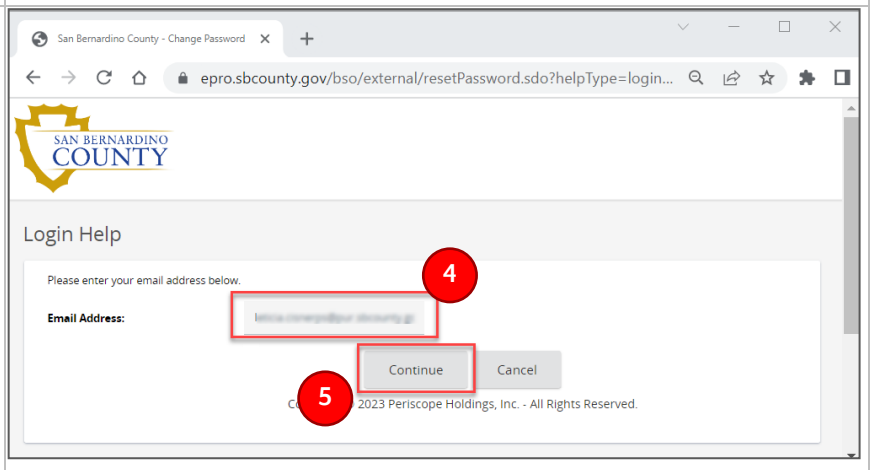 San Bernardino County - Change Password
epro.sbcounty.gov/bso/external/resetPassword.sdo?helpType=login...
SAN BERNARDINO
COUNTY
Login Help
Please enter your email address below.
4
Email Address:
Continue Cancel
5
2023 Periscope Holdings, Inc. - All Rights Reserved.